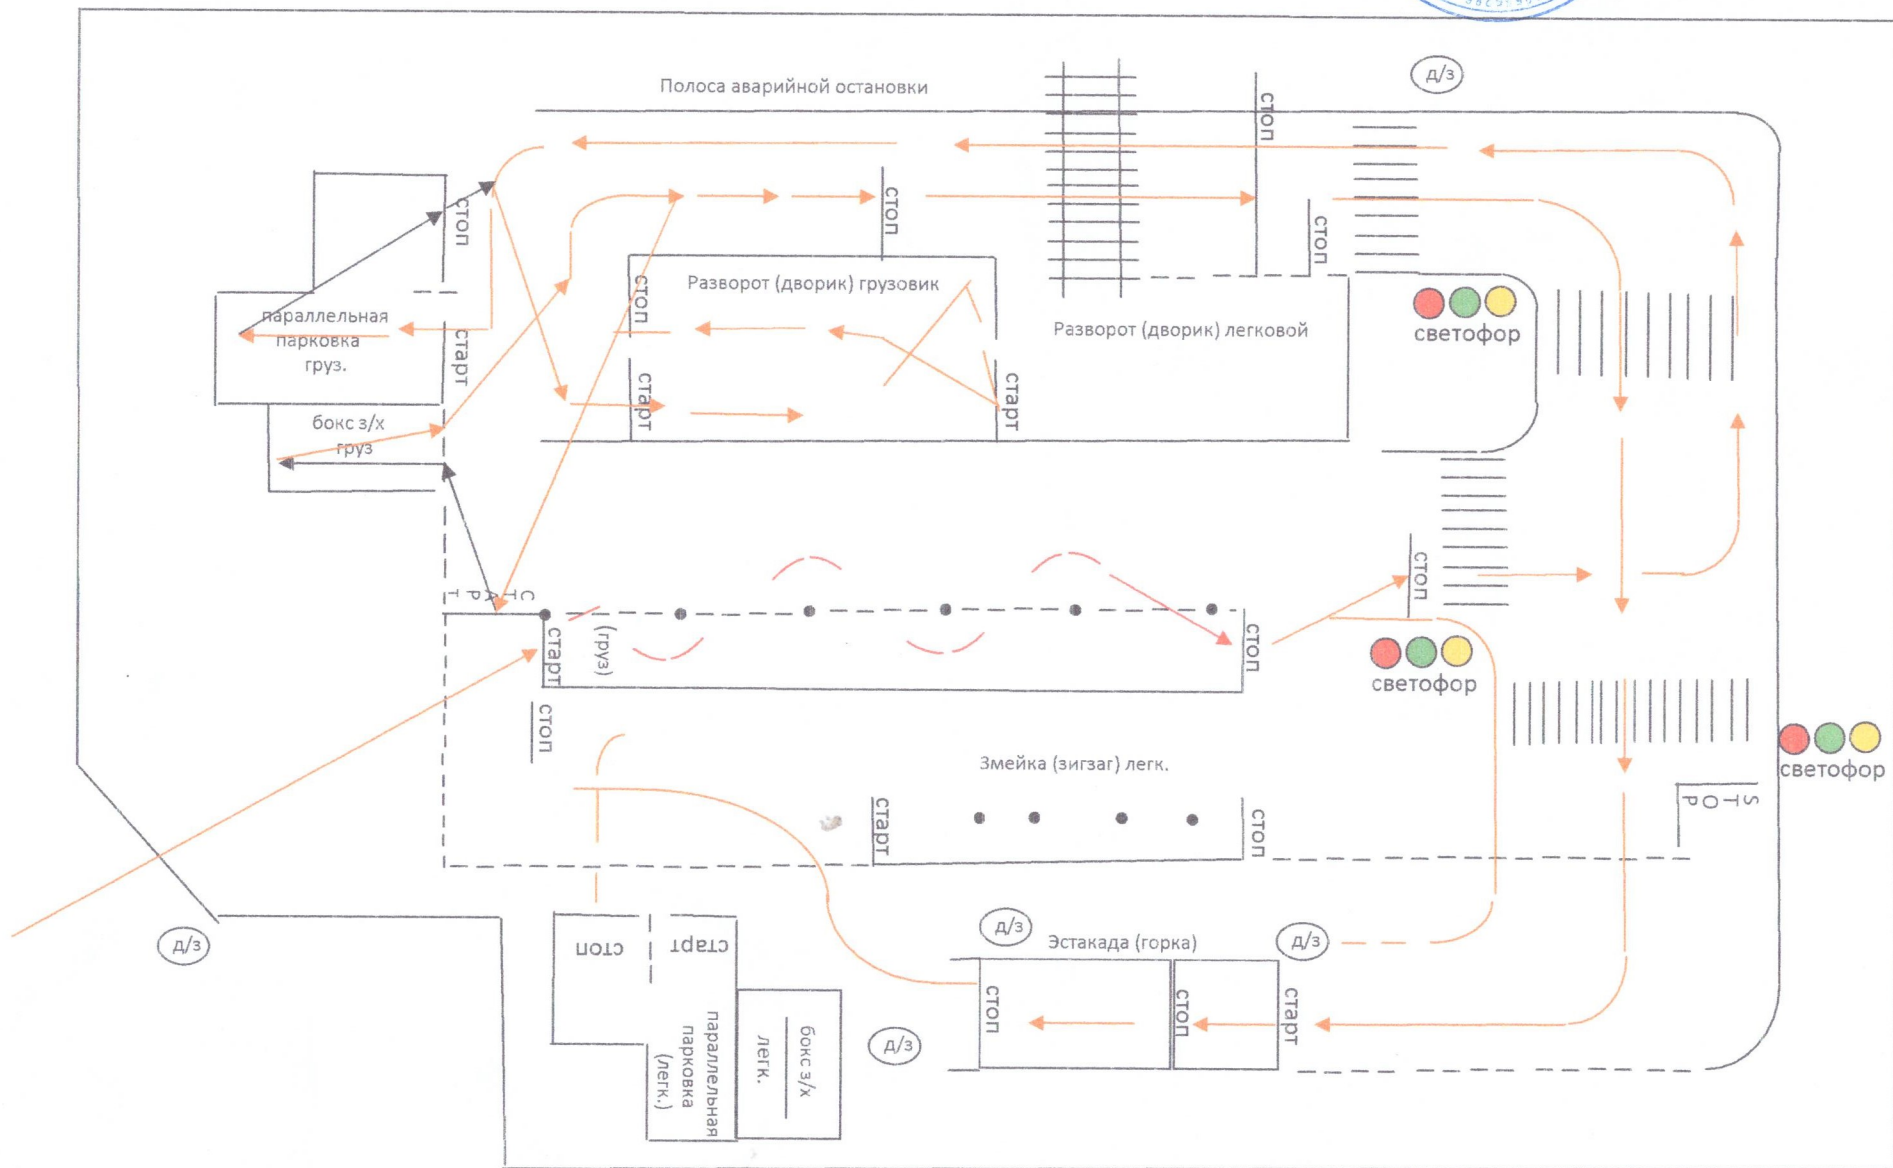 Полоса аварийной остановки
д/з
стоп
стоп
стоп
стоп
Разворот (дворик) грузовик
стоп
параллельная
парковка
груз.
старт
Разворот (дворик) легковой
светофор
старт
старт
бокс з/х
груз
СТАРТ
стоп
старт
(груз)
стоп
светофор
стоп
Змейка (зигзаг) легк.
светофор
STOP
старт
стоп
д/з
д/з
Эстакада (горка)
д/з
стоп
старт
стоп
стоп
старт
параллельная
парковка
(легк.)
бокс з/х
легк.
д/з